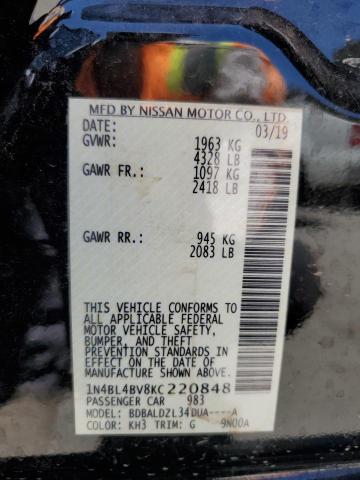 MFD BY NISSAN MOTOR CO., LTD.
DATE: 03/19
GVWR: 1963 KG
4328 LB
GAWR FR.: 1097 KG
2418 LB
GAWR RR.: 945 KG
2083 LB
THIS VEHICLE CONFORMS TO
ALL APPLICABLE FEDERAL
MOTOR VEHICLE SAFETY,
BUMPER, AND THEFT
PREVENTION STANDARDS
IN EFFECT ON THE DATE OF
MANUFACTURE SHOWN ABOVE.
1N4BL4BV8KC220848
PASSENGER CAR 983
MODEL: BDBALDZL34DUA----A
COLOR: KH3 TRIM: G 9N00A